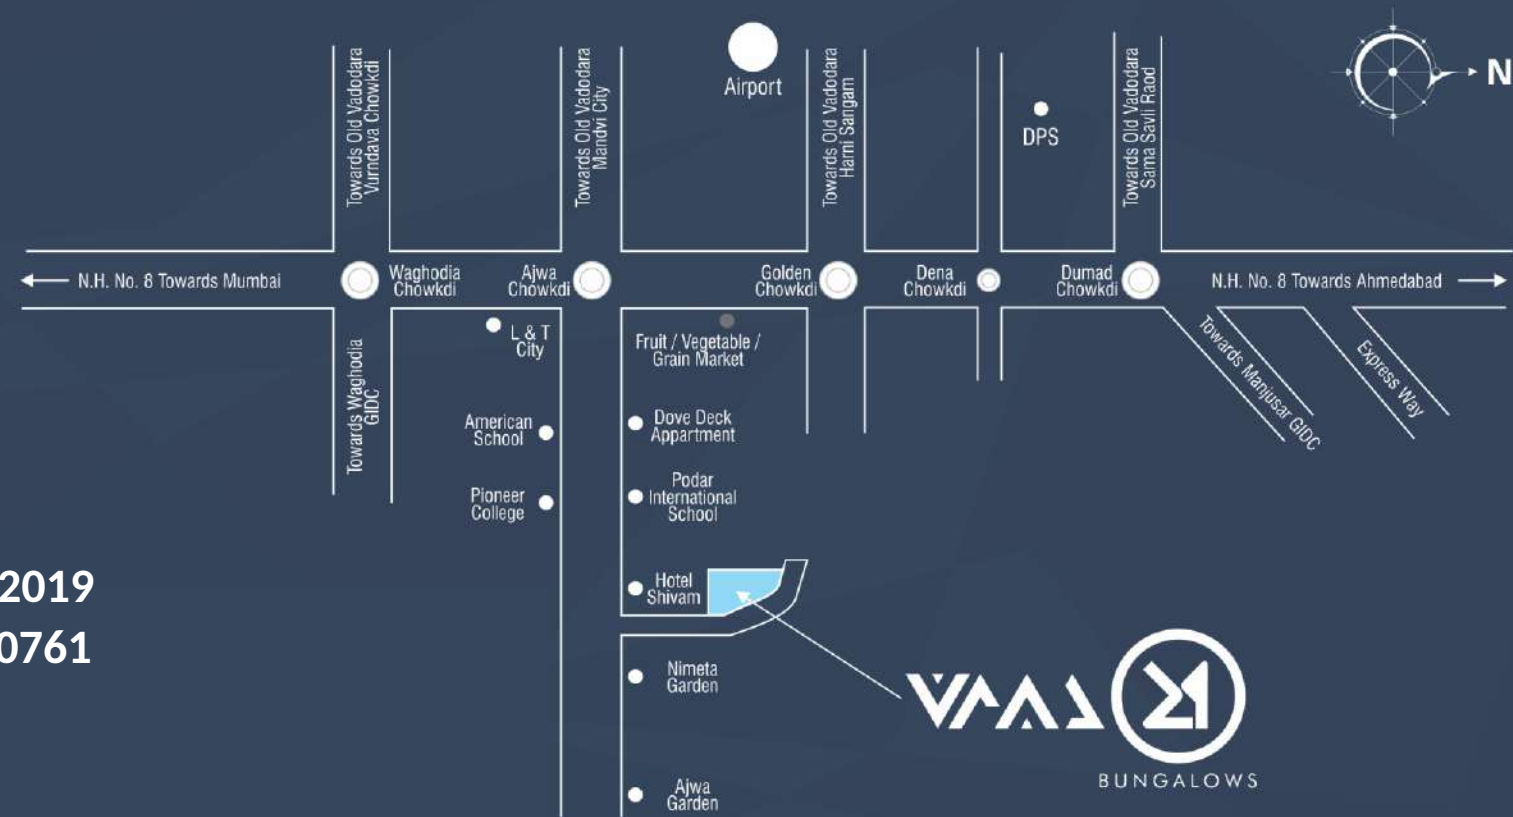 Towards Old Vadodara
Vurndava Chowkdi
Towards Old Vadodara
Mandvi City
Airport
Towards Old Vadodara
Harni Sangam
DPS
Towards Old Vadodara
Sama Savli Raod
N
N.H. No. 8 Towards Mumbai
Waghodia
Chowkdi
Ajwa
Chowkdi
Golden
Chowkdi
Dena
Chowkdi
Dumad
Chowkdi
N.H. No. 8 Towards Ahmedabad
L & T
City
Fruit / Vegetable /
Grain Market
Towards Waghodia
GIDC
Towards Manjusar GIDC
Express Way
American
School
Dove Deck
Appartment
Pioneer
College
Podar
International
School
2019
0761
Hotel
Shivam
Nimeta
Garden
Ajwa
Garden
BUNGALOWS